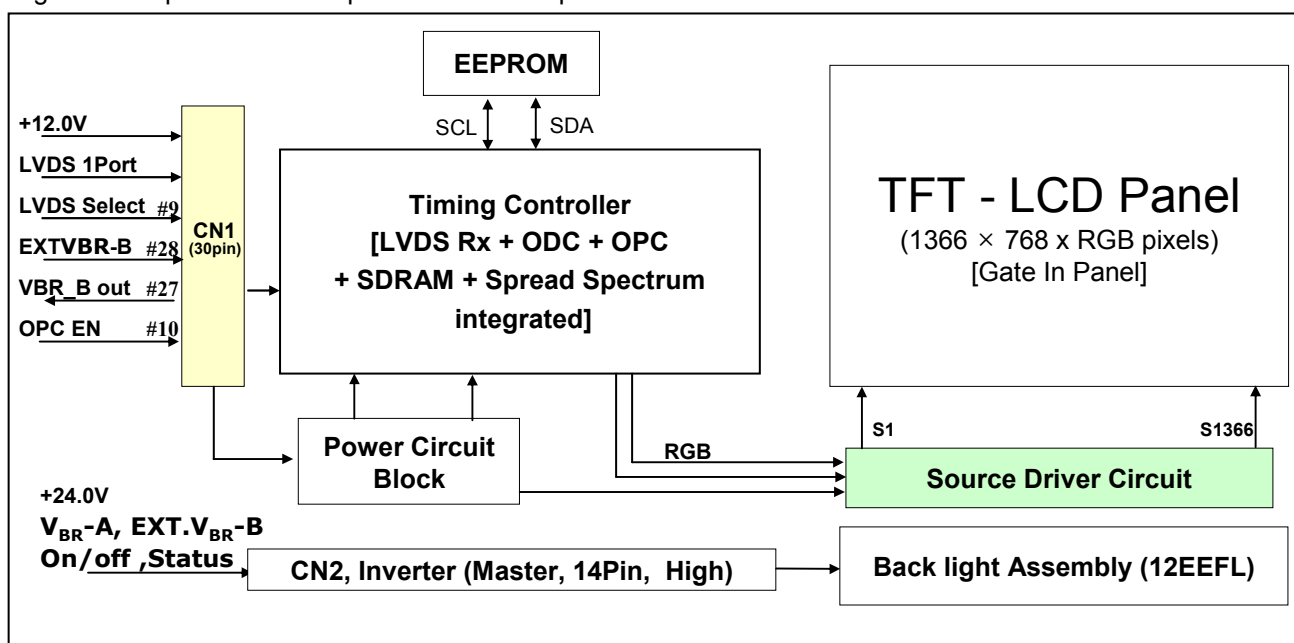 EEPROM
SCL
SDA
+12.0V
LVDS 1Port
LVDS Select #9
EXTVBR-B #28
VBR_B out #27
OPC EN #10
CN1
(30pin)
Timing Controller
[LVDS Rx + ODC + OPC
+ SDRAM + Spread Spectrum
integrated]
TFT - LCD Panel
(1366 × 768 x RGB pixels)
[Gate In Panel]
S1
S1366
Power Circuit
Block
RGB
Source Driver Circuit
+24.0V
VBR-A, EXT.VBR-B
On/off ,Status
CN2, Inverter (Master, 14Pin, High)
Back light Assembly (12EEFL)